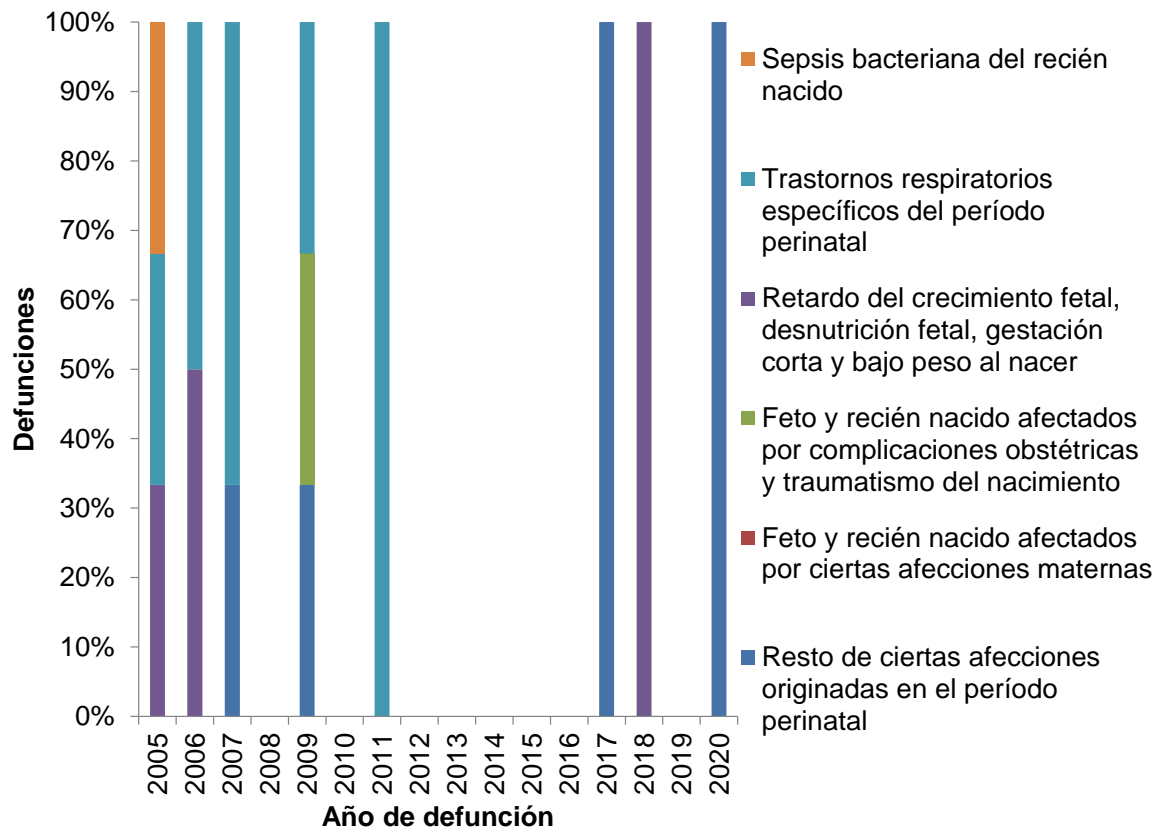 100%
90%
80%
70%
60%
50%
40%
30%
20%
10%
0%
Defunciones
2005
2006
2007
2008
2009
2010
2011
2012
2013
2014
2015
2016
2017
2018
2019
2020
Año de defunción
Sepsis bacteriana del recién
nacido
Trastornos respiratorios
específicos del período
perinatal
Retardo del crecimiento fetal,
desnutrición fetal, gestación
corta y bajo peso al nacer
Feto y recién nacido afectados
por complicaciones obstétricas
y traumatismo del nacimiento
Feto y recién nacido afectados
por ciertas afecciones maternas
Resto de ciertas afecciones
originadas en el período
perinatal